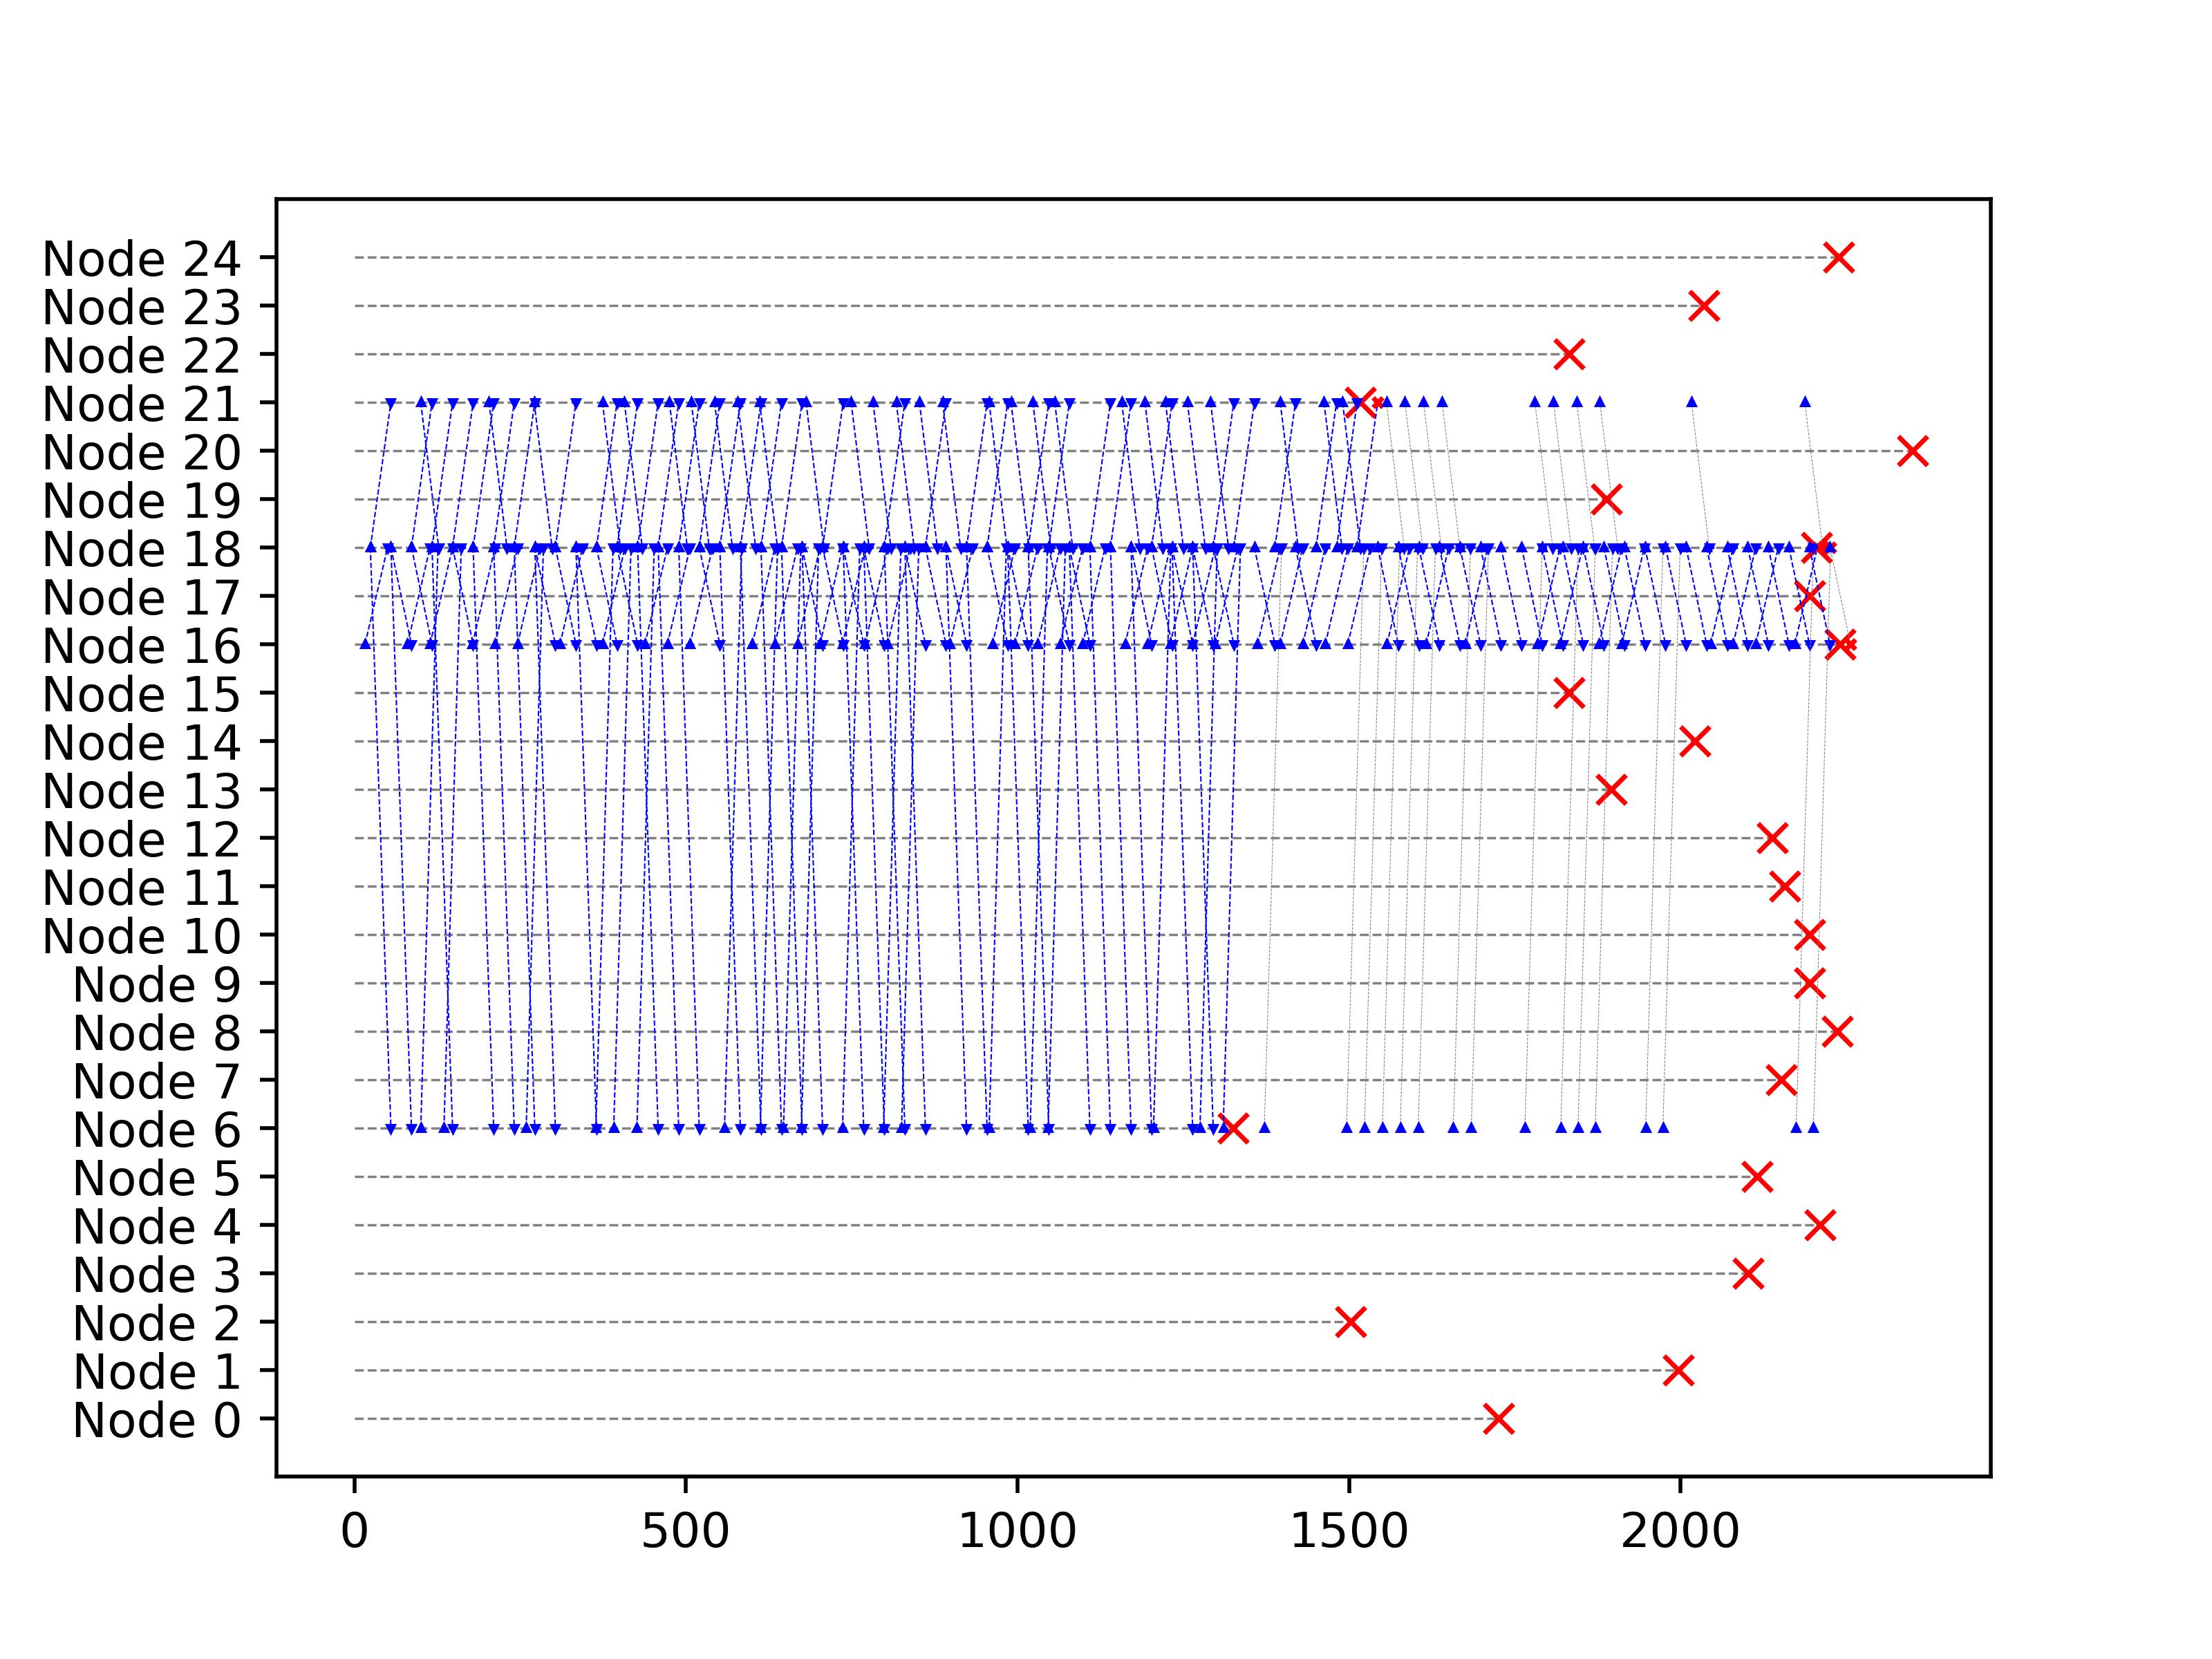 Node 24
Node 23
Node 22
Node 21
Node 20
Node 19
Node 18
Node 17
Node 16
Node 15
Node 14
Node 13
Node 12
Node 11
Node 10
Node 9
Node 8
Node 7
Node 6
Node 5
Node 4
Node 3
Node 2
Node 1
Node 0
0 500 1000 1500 2000